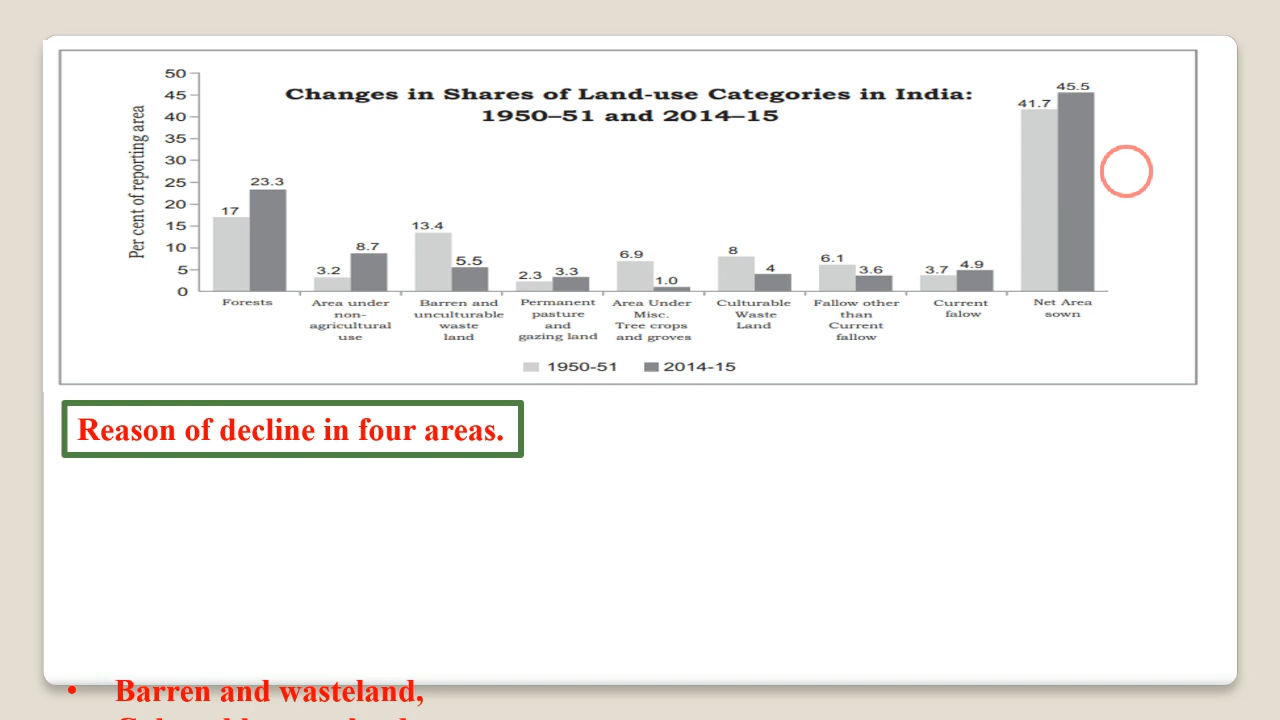 Changes in Shares of Land-use Categories in India:
1950–51 and 2014–15
Per cent of reporting area
50
45
40
35
30
25
20
15
10
5
0
17
23.3
3.2
8.7
13.4
5.5
2.3
3.3
6.9
1.0
8
4
6.1
3.6
3.7
4.9
41.7
45.5
Forests
Area under
non-
agricultural
use
Barren and
unculturable
waste
land
Permanent
pasture
and
gazing land
Area Under
Misc.
Tree crops
and groves
Culturable
Waste
Land
Fallow other
than
Current
fallow
Current
falow
Net Area
sown
1950-51
2014-15
Reason of decline in four areas.
• Barren and wasteland,